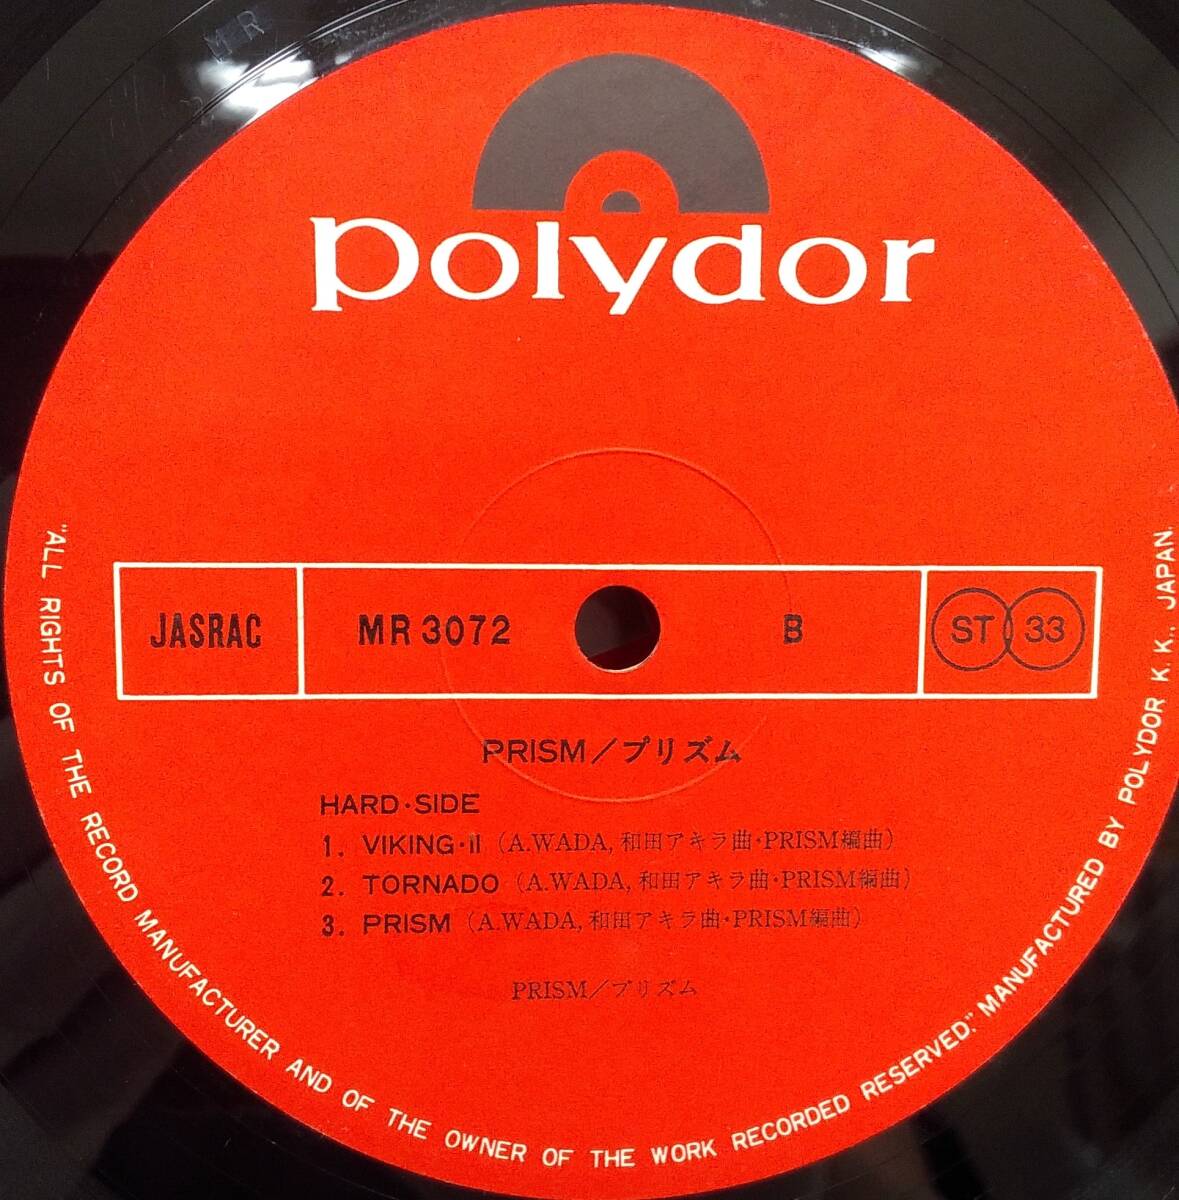 polydor
JASRAC MR 3072 B ST 33
PRISM/プリズム
HARD・SIDE
1. VIKING・II (A.WADA, 和田アキラ曲・PRISM編曲)
2. TORNADO (A.WADA, 和田アキラ曲・PRISM編曲)
3. PRISM (A.WADA, 和田アキラ曲・PRISM編曲)
PRISM/プリズム
"ALL RIGHTS OF THE RECORD MANUFACTURER AND OF THE OWNER OF THE WORK RECORDED RESERVED." MANUFACTURED BY POLYDOR K.K., JAPAN.
MR